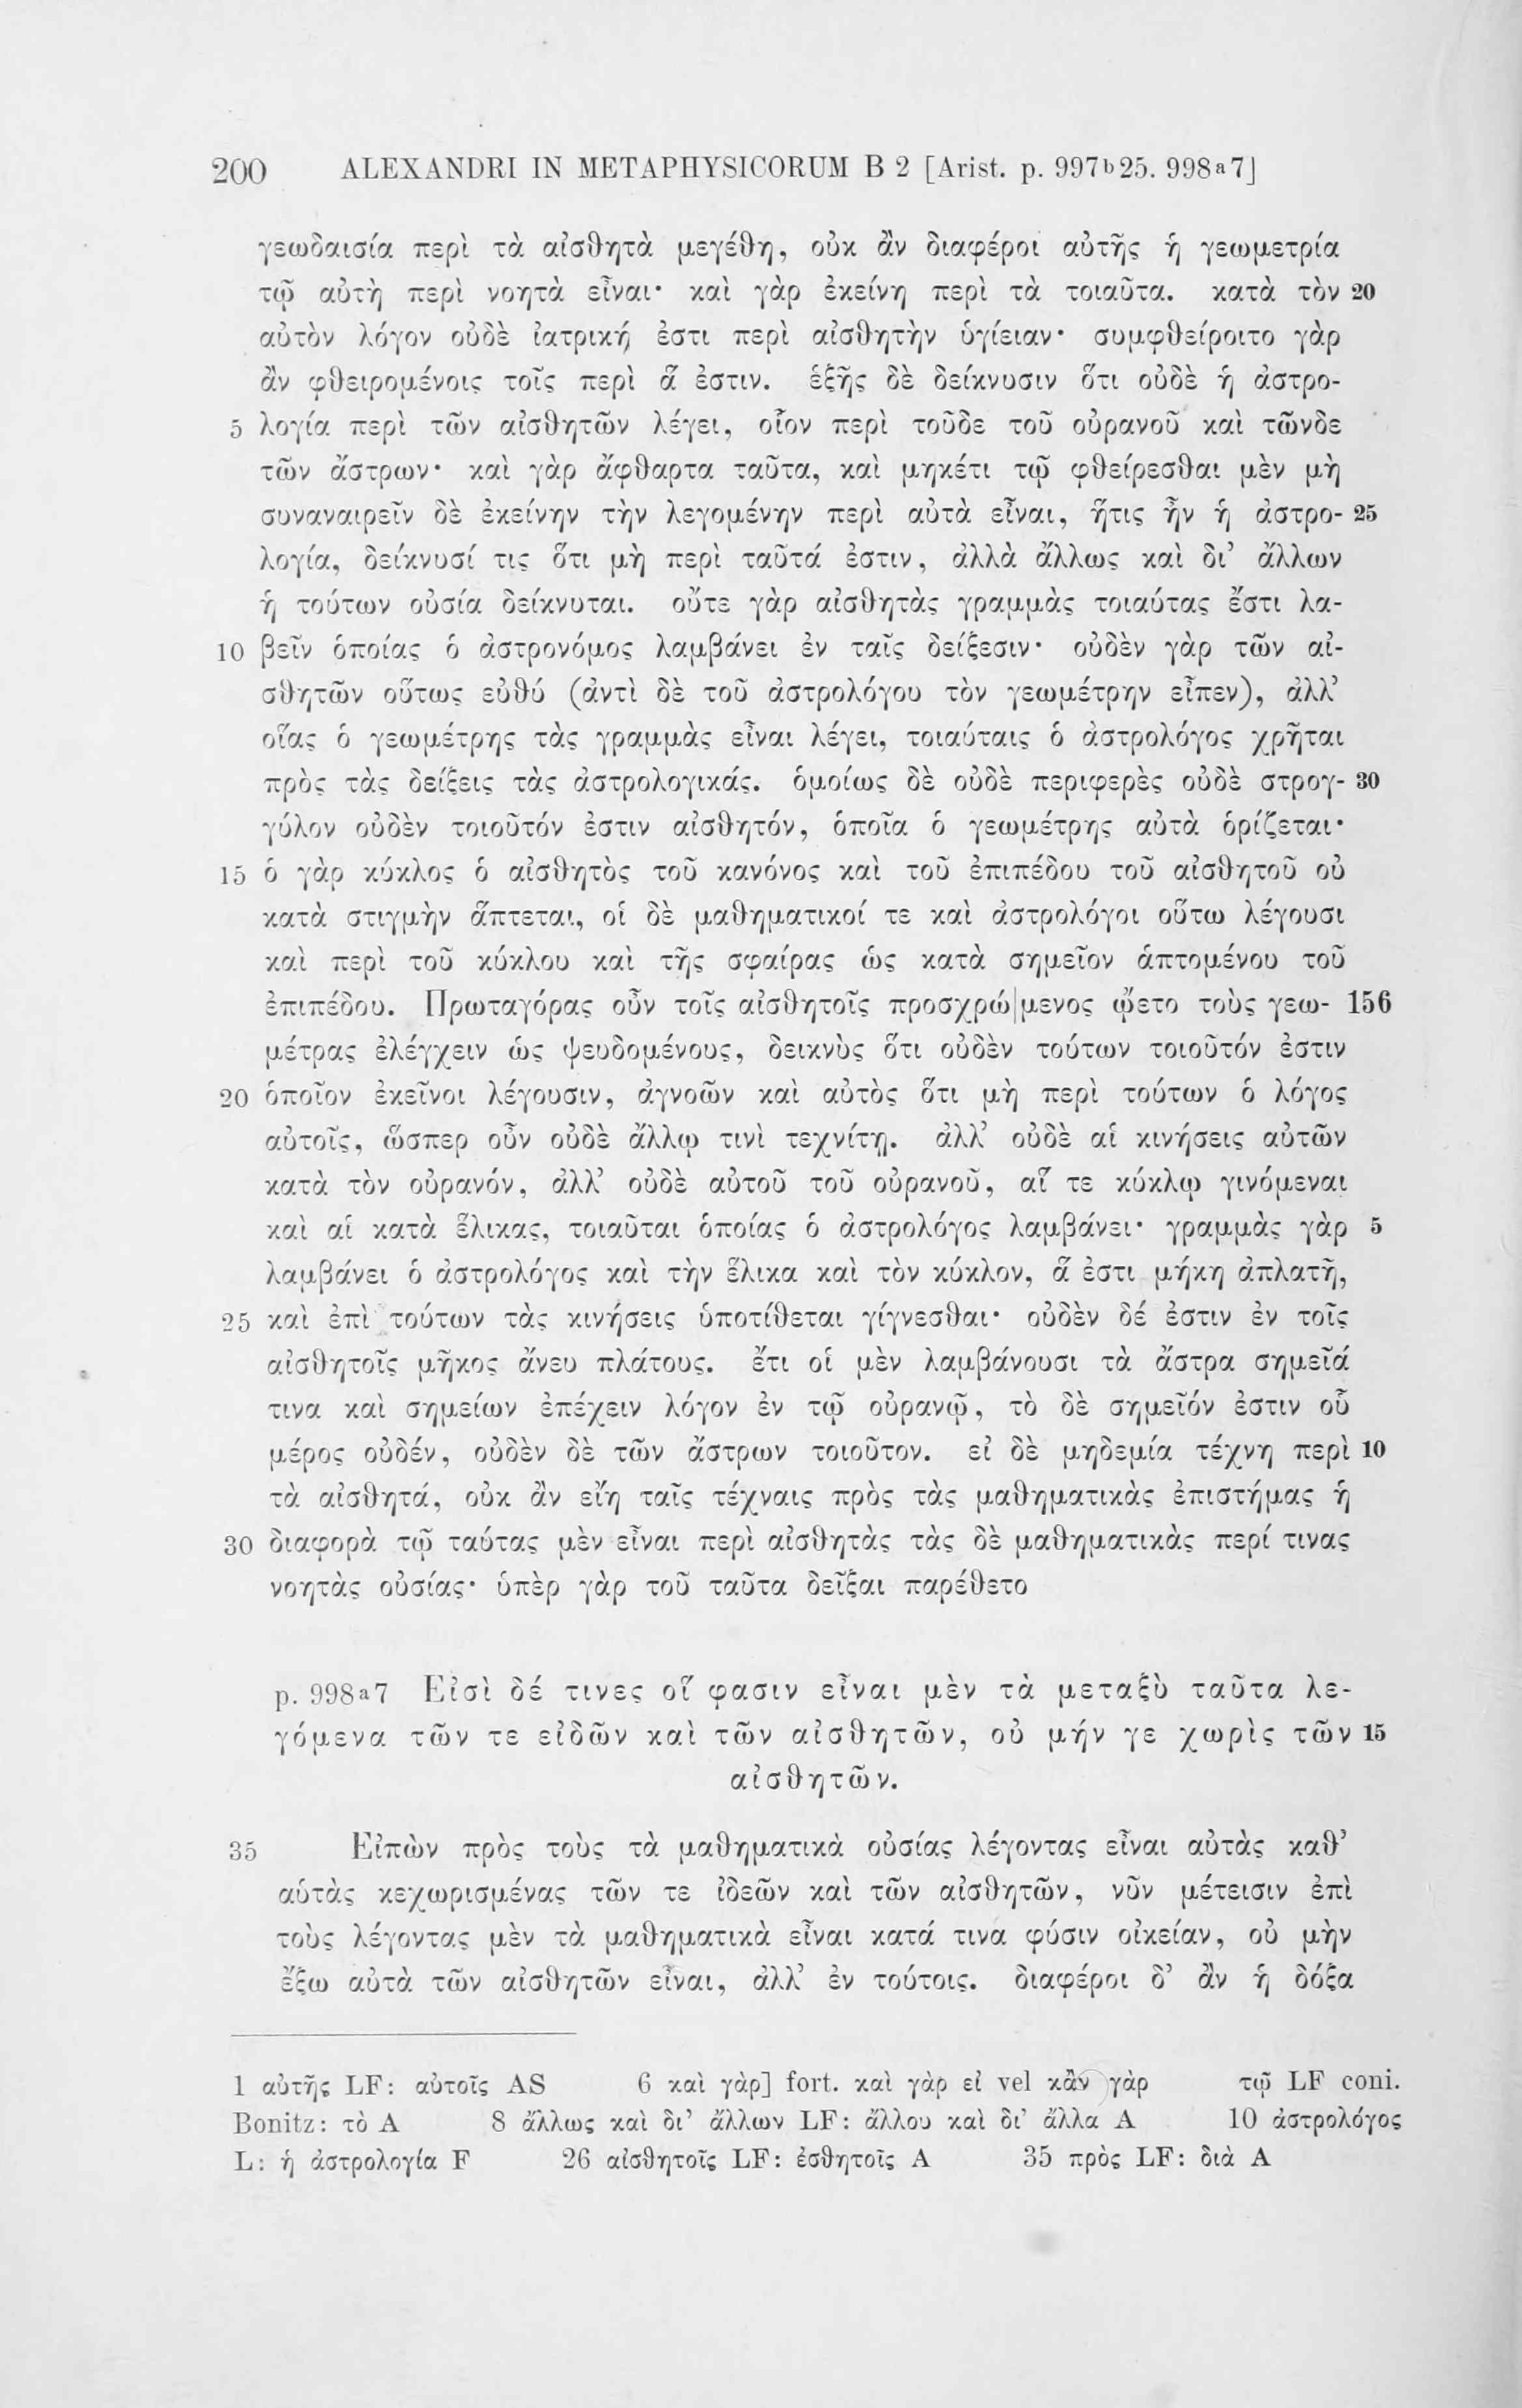 200 ALEXANDRI IN METAPHYSICORUM B 2 [Arist. p. 997b25. 998a7]
γεωδαισία περὶ τὰ αἰσθητὰ μεγέθη, οὐκ ἂν διαφέροι αὐτῆς ἡ γεωμετρία
τῷ αὐτὴ περὶ νοητὰ εἶναι· καὶ γὰρ ἐκείνη περὶ τὰ τοιαῦτα. κατὰ τὸν 20
αὐτὸν λόγον οὐδὲ ἰατρική ἐστι περὶ αἰσθητὴν ὑγίειαν· συμφθείροιτο γὰρ
ἂν φθειρομένοις τοῖς περὶ ἅ ἐστιν. ἑξῆς δὲ δείκνυσιν ὅτι οὐδὲ ἡ ἀστρο-
5 λογία περὶ τῶν αἰσθητῶν λέγει, οἷον περὶ τοῦδε τοῦ οὐρανοῦ καὶ τῶνδε
τῶν ἄστρων· καὶ γὰρ ἄφθαρτα ταῦτα, καὶ μηκέτι τῷ φθείρεσθαι μὲν μὴ
συναναιρεῖν δὲ ἐκείνην τὴν λεγομένην περὶ αὐτὰ εἶναι, ἥτις ἦν ἡ ἀστρο- 25
λογία, δείκνυσί τις ὅτι μὴ περὶ ταῦτά ἐστιν, ἀλλὰ ἄλλως καὶ δι’ ἄλλων
ἡ τούτων οὐσία δείκνυται. οὔτε γὰρ αἰσθητὰς γραμμὰς τοιαύτας ἔστι λα-
10 βεῖν ὁποίας ὁ ἀστρονόμος λαμβάνει ἐν ταῖς δείξεσιν· οὐδὲν γὰρ τῶν αἰ-
σθητῶν οὕτως εὐθύ (ἀντὶ δὲ τοῦ ἀστρολόγου τὸν γεωμέτρην εἶπεν), ἀλλ’
οἵας ὁ γεωμέτρης τὰς γραμμὰς εἶναι λέγει, τοιαύταις ὁ ἀστρολόγος χρῆται
πρὸς τὰς δείξεις τὰς ἀστρολογικάς. ὁμοίως δὲ οὐδὲ περιφερὲς οὐδὲ στρογ- 30
γύλον οὐδὲν τοιοῦτόν ἐστιν αἰσθητόν, ὁποῖα ὁ γεωμέτρης αὐτὰ ὁρίζεται·
15 ὁ γὰρ κύκλος ὁ αἰσθητὸς τοῦ κανόνος καὶ τοῦ ἐπιπέδου τοῦ αἰσθητοῦ οὐ
κατὰ στιγμὴν ἅπτεται, οἱ δὲ μαθηματικοί τε καὶ ἀστρολόγοι οὕτω λέγουσι
καὶ περὶ τοῦ κύκλου καὶ τῆς σφαίρας ὡς κατὰ σημεῖον ἁπτομένου τοῦ
ἐπιπέδου. Πρωταγόρας οὖν τοῖς αἰσθητοῖς προσχρώ|μενος ᾤετο τοὺς γεω- 156
μέτρας ἐλέγχειν ὡς ψευδομένους, δεικνὺς ὅτι οὐδὲν τούτων τοιοῦτόν ἐστιν
20 ὁποῖον ἐκεῖνοι λέγουσιν, ἀγνοῶν καὶ αὐτὸς ὅτι μὴ περὶ τούτων ὁ λόγος
αὐτοῖς, ὥσπερ οὖν οὐδὲ ἄλλῳ τινὶ τεχνίτῃ. ἀλλ’ οὐδὲ αἱ κινήσεις αὐτῶν
κατὰ τὸν οὐρανόν, ἀλλ’ οὐδὲ αὐτοῦ τοῦ οὐρανοῦ, αἵ τε κύκλῳ γινόμεναι
καὶ αἱ κατὰ ἕλικας, τοιαῦται ὁποίας ὁ ἀστρολόγος λαμβάνει· γραμμὰς γὰρ 5
λαμβάνει ὁ ἀστρολόγος καὶ τὴν ἕλικα καὶ τὸν κύκλον, ἅ ἐστι μήκη ἀπλατῆ,
25 καὶ ἐπὶ τούτων τὰς κινήσεις ὑποτίθεται γίγνεσθαι· οὐδὲν δέ ἐστιν ἐν τοῖς
αἰσθητοῖς μῆκος ἄνευ πλάτους. ἔτι οἱ μὲν λαμβάνουσι τὰ ἄστρα σημεῖά
τινα καὶ σημείων ἐπέχειν λόγον ἐν τῷ οὐρανῷ, τὸ δὲ σημεῖόν ἐστιν οὗ
μέρος οὐδέν, οὐδὲν δὲ τῶν ἄστρων τοιοῦτον. εἰ δὲ μηδεμία τέχνη περὶ 10
τὰ αἰσθητά, οὐκ ἂν εἴη ταῖς τέχναις πρὸς τὰς μαθηματικὰς ἐπιστήμας ἡ
30 διαφορὰ τῷ ταύτας μὲν εἶναι περὶ αἰσθητὰς τὰς δὲ μαθηματικὰς περί τινας
νοητὰς οὐσίας· ὑπὲρ γὰρ τοῦ ταῦτα δεῖξαι παρέθετο
p. 998a7 Εἰσὶ δέ τινες οἵ φασιν εἶναι μὲν τὰ μεταξὺ ταῦτα λε-
γόμενα τῶν τε εἰδῶν καὶ τῶν αἰσθητῶν, οὐ μήν γε χωρὶς τῶν 15
αἰσθητῶν.
35 Εἰπὼν πρὸς τοὺς τὰ μαθηματικὰ οὐσίας λέγοντας εἶναι αὐτὰς καθ’
αὑτὰς κεχωρισμένας τῶν τε ἰδεῶν καὶ τῶν αἰσθητῶν, νῦν μέτεισιν ἐπὶ
τοὺς λέγοντας μὲν τὰ μαθηματικὰ εἶναι κατά τινα φύσιν οἰκείαν, οὐ μὴν
ἔξω αὐτὰ τῶν αἰσθητῶν εἶναι, ἀλλ’ ἐν τούτοις. διαφέροι δ’ ἂν ἡ δόξα
1 αὐτῆς LF: αὐτοῖς AS 6 καὶ γὰρ] fort. καὶ γὰρ εἰ vel κἂν γὰρ τῷ LF coni.
Bonitz: τὸ A 8 ἄλλως καὶ δι’ ἄλλων LF: ἄλλου καὶ δι’ ἄλλα A 10 ἀστρολόγος
L: ἡ ἀστρολογία F 26 αἰσθητοῖς LF: ἐσθητοῖς A 35 πρὸς LF: διὰ A